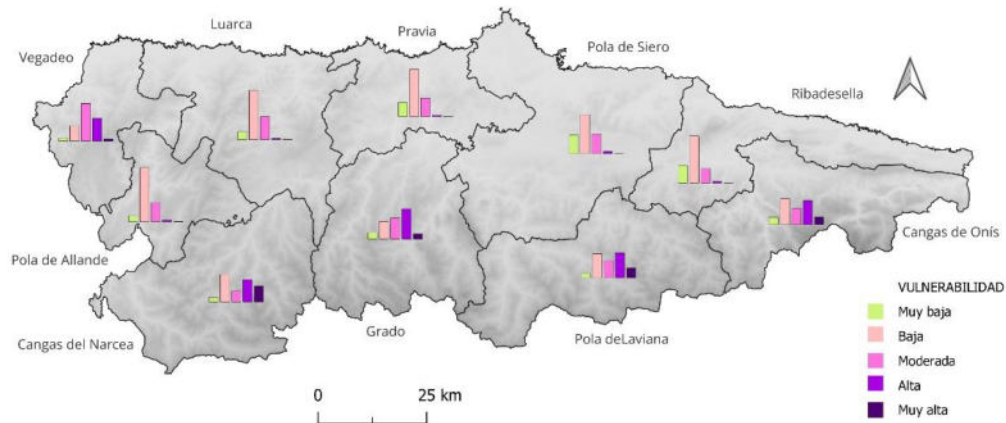 Luarca
Pravia
Vegadeo
Pola de Siero
Ribadesella
Pola de Allande
Cangas de Onís
Cangas del Narcea
Grado
Pola deLaviana
0 25 km
VULNERABILIDAD
Muy baja
Baja
Moderada
Alta
Muy alta